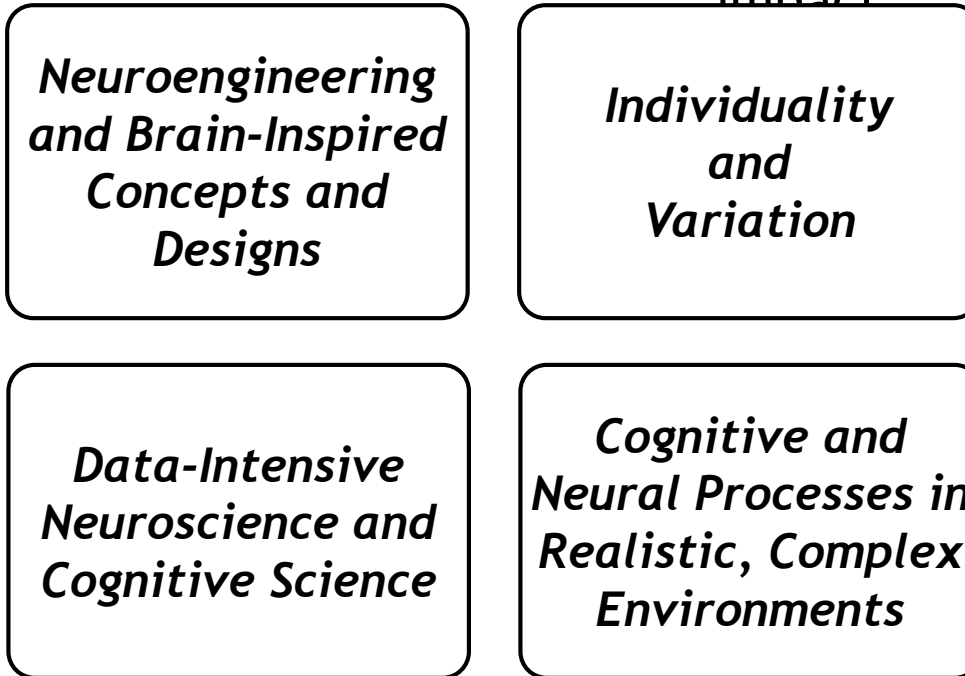 Neuroengineering
and Brain-Inspired
Concepts and
Designs
Individuality
and
Variation
Data-Intensive
Neuroscience and
Cognitive Science
Cognitive and
Neural Processes in
Realistic, Complex
Environments